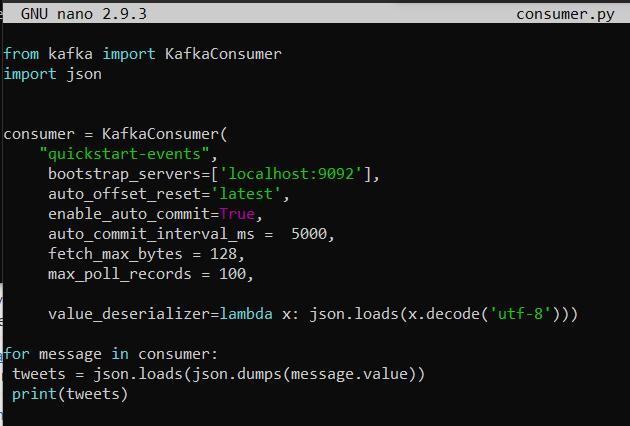 GNU nano 2.9.3 consumer.py
from kafka import KafkaConsumer
import json
consumer = KafkaConsumer(
    "quickstart-events",
     bootstrap_servers=['localhost:9092'],
     auto_offset_reset='latest',
     enable_auto_commit=True,
     auto_commit_interval_ms =  5000,
     fetch_max_bytes = 128,
     max_poll_records = 100,
     value_deserializer=lambda x: json.loads(x.decode('utf-8')))
for message in consumer:
 tweets = json.loads(json.dumps(message.value))
 print(tweets)